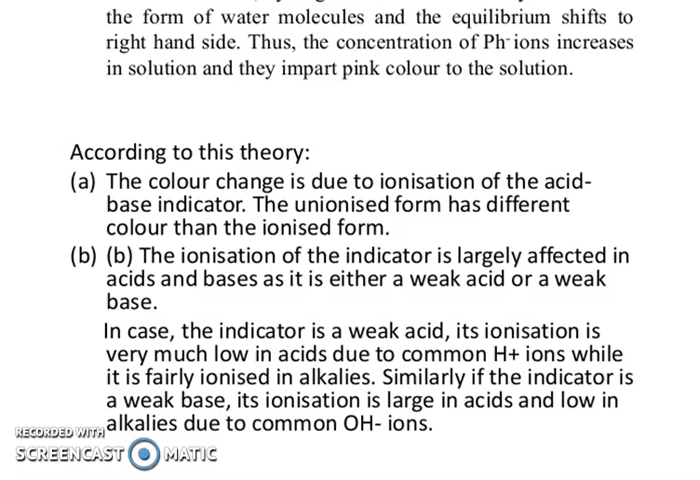 the form of water molecules and the equilibrium shifts to
right hand side. Thus, the concentration of Ph⁻ ions increases
in solution and they impart pink colour to the solution.
According to this theory:
(a) The colour change is due to ionisation of the acid-
base indicator. The unionised form has different
colour than the ionised form.
(b) (b) The ionisation of the indicator is largely affected in
acids and bases as it is either a weak acid or a weak
base.
In case, the indicator is a weak acid, its ionisation is
very much low in acids due to common H+ ions while
it is fairly ionised in alkalies. Similarly if the indicator is
a weak base, its ionisation is large in acids and low in
alkalies due to common OH- ions.
RECORDED WITH
SCREENCAST MATIC